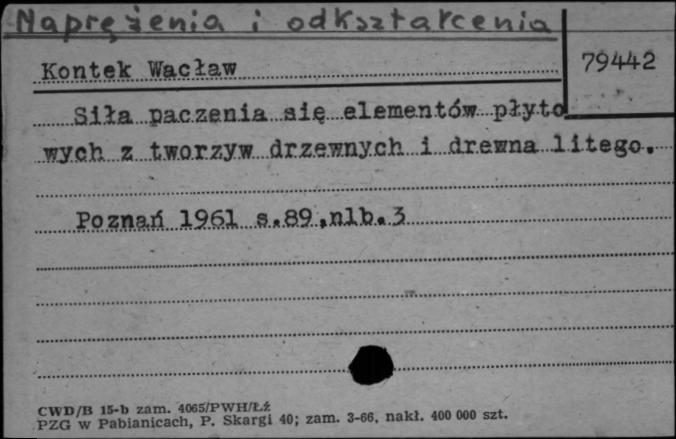 Naprężenia i odkształcenia
79442
Kontek Wacław
Siła paczenia się elementów płyto
wych z tworzyw drzewnych i drewna litego.
Poznań 1961 s.89,nlb.3
CWD/B 15-b zam. 4065/PWH/Łź
PZG w Pabianicach, P. Skargi 40; zam. 3-66, nakł. 400 000 szt.